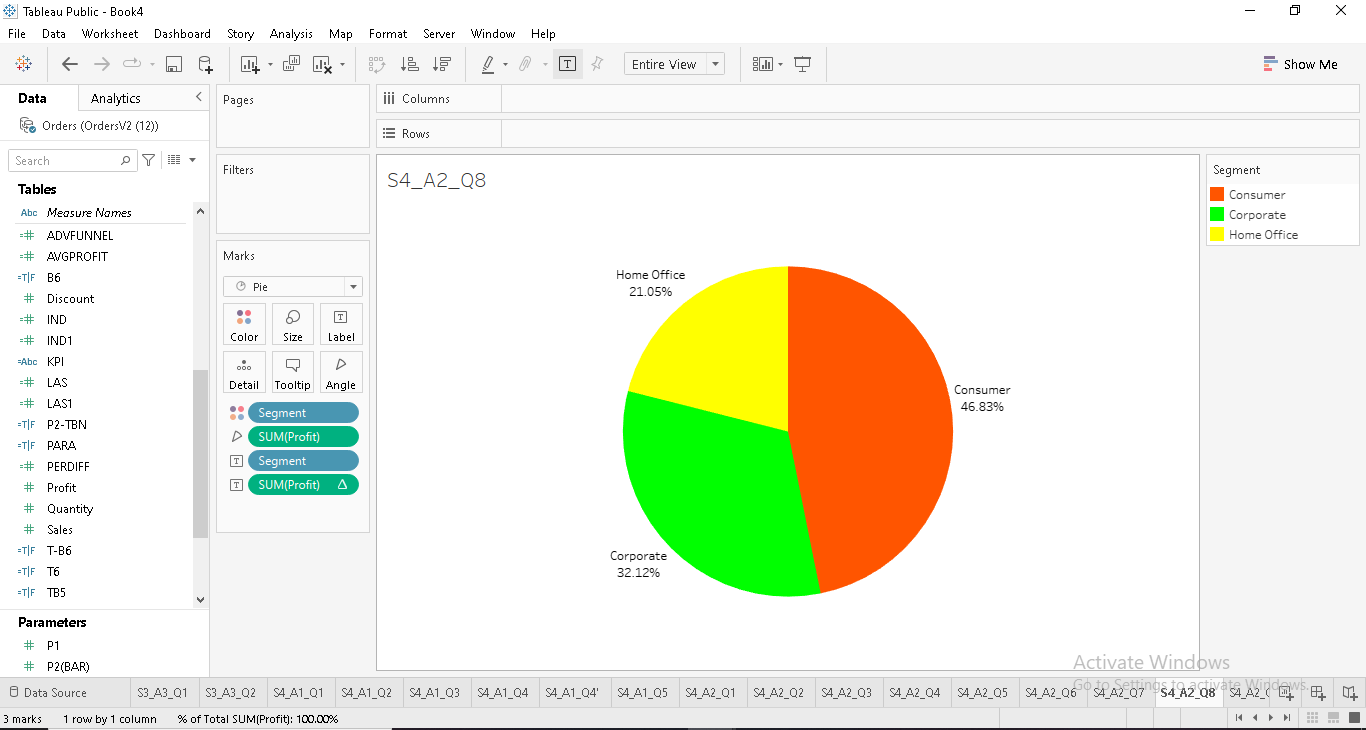 Tableau Public - Book4
File Data Worksheet Dashboard Story Analysis Map Format Server Window Help
Entire View
Show Me
Data Analytics
Orders (OrdersV2 (12))
Search
Tables
Abc Measure Names
=# ADVFUNNEL
=# AVGPROFIT
=T|F B6
# Discount
=# IND
=# IND1
=Abc KPI
=# LAS
=# LAS1
=T|F P2-TBN
=T|F PARA
=# PERDIFF
# Profit
# Quantity
# Sales
=T|F T-B6
=T|F T6
=T|F TB5
Parameters
# P1
# P2(BAR)
Pages
Filters
Marks
Pie
Color Size Label
Detail Tooltip Angle
Segment
SUM(Profit)
Segment
SUM(Profit) Δ
Columns
Rows
S4_A2_Q8
Home Office
21.05%
Consumer
46.83%
Corporate
32.12%
Segment
Consumer
Corporate
Home Office
Activate Windows
Go to Settings to activate Windows.
Data Source S3_A3_Q1 S3_A3_Q2 S4_A1_Q1 S4_A1_Q2 S4_A1_Q3 S4_A1_Q4 S4_A1_Q4' S4_A1_Q5 S4_A2_Q1 S4_A2_Q2 S4_A2_Q3 S4_A2_Q4 S4_A2_Q5 S4_A2_Q6 S4_A2_Q7 S4_A2_Q8
3 marks 1 row by 1 column % of Total SUM(Profit): 100.00%